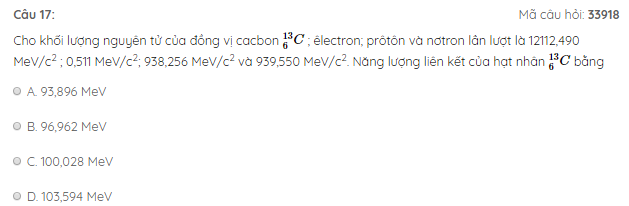 Câu 17:
Mã câu hỏi: 33918
Cho khối lượng nguyên tử của đồng vị cacbon ¹³₆C ; êlectron; prôtôn và nơtron lần lượt là 12112,490
MeV/c² ; 0,511 MeV/c²; 938,256 MeV/c² và 939,550 MeV/c². Năng lượng liên kết của hạt nhân ¹³₆C bằng
A. 93,896 MeV
B. 96,962 MeV
C. 100,028 MeV
D. 103,594 MeV